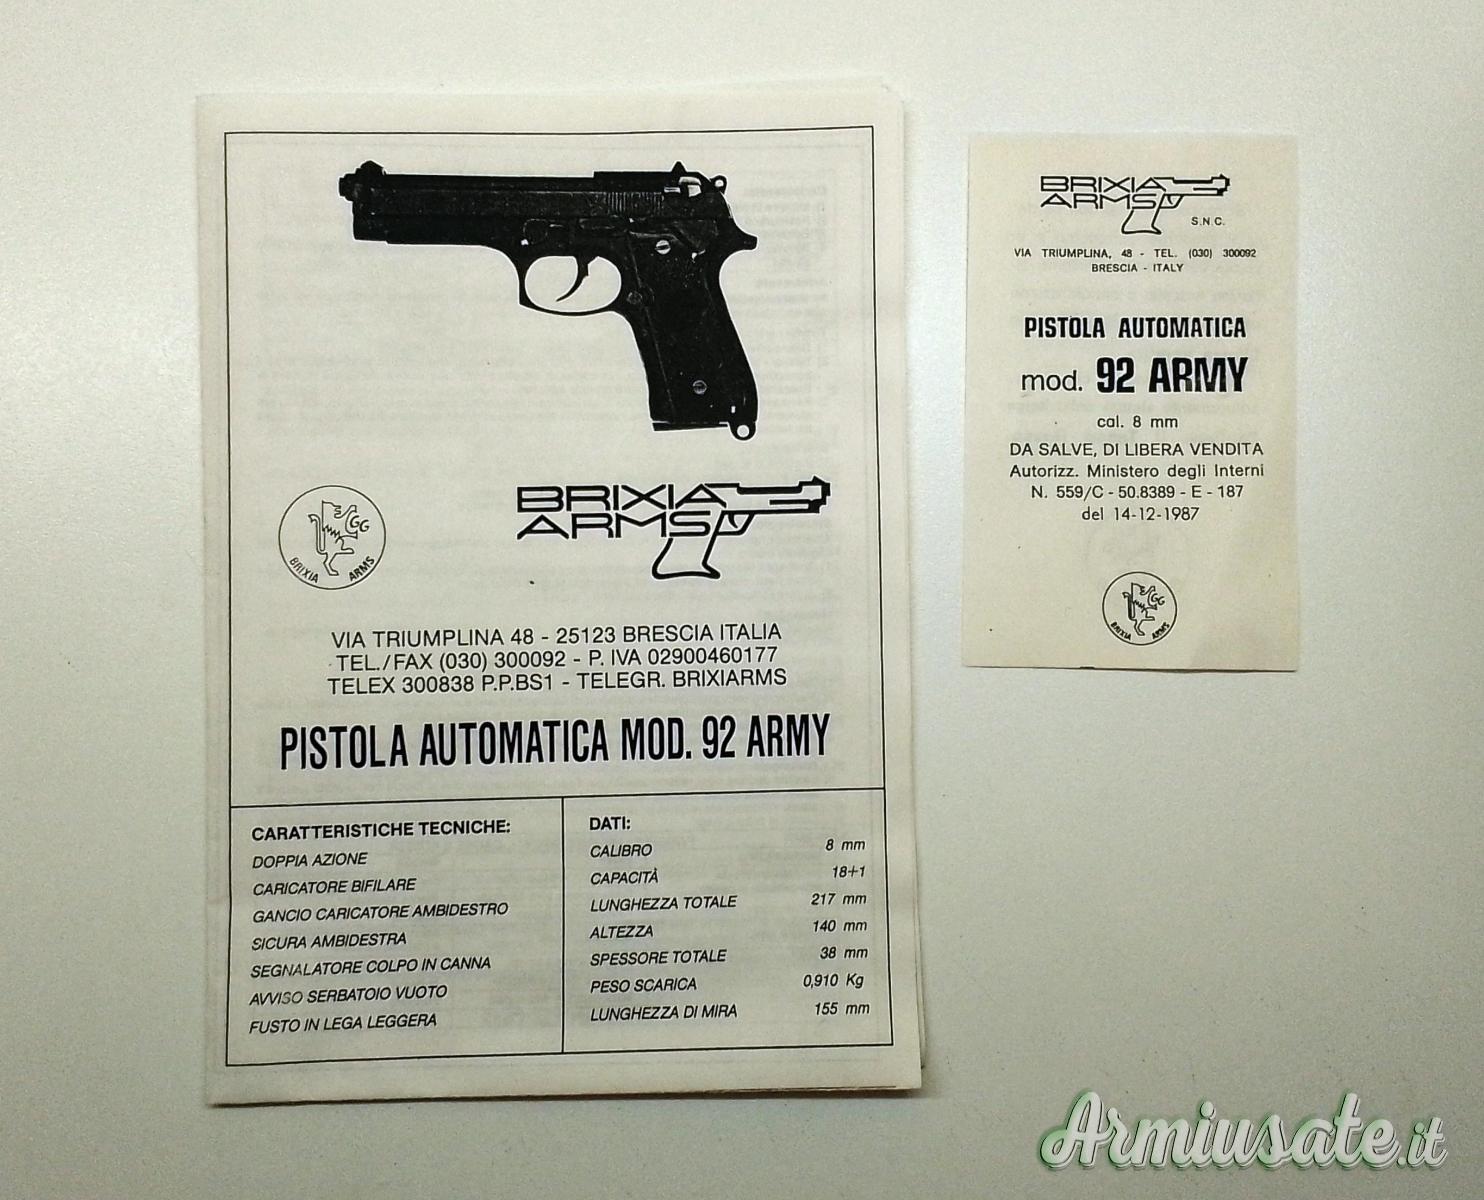 BRIXIA
ARMS
GG
BRIXIA ARMS
VIA TRIUMPLINA 48 - 25123 BRESCIA ITALIA
TEL./FAX (030) 300092 - P. IVA 02900460177
TELEX 300838 P.P.BS1 - TELEGR. BRIXIARMS
PISTOLA AUTOMATICA MOD. 92 ARMY
CARATTERISTICHE TECNICHE:
DOPPIA AZIONE
CARICATORE BIFILARE
GANCIO CARICATORE AMBIDESTRO
SICURA AMBIDESTRA
SEGNALATORE COLPO IN CANNA
AVVISO SERBATOIO VUOTO
FUSTO IN LEGA LEGGERA
DATI:
CALIBRO 8 mm
CAPACITÀ 18+1
LUNGHEZZA TOTALE 217 mm
ALTEZZA 140 mm
SPESSORE TOTALE 38 mm
PESO SCARICA 0,910 Kg
LUNGHEZZA DI MIRA 155 mm
BRIXIA
ARMS
S.N.C.
VIA TRIUMPLINA, 48 - TEL. (030) 300092
BRESCIA - ITALY
PISTOLA AUTOMATICA
mod. 92 ARMY
cal. 8 mm
DA SALVE, DI LIBERA VENDITA
Autorizz. Ministero degli Interni
N. 559/C - 50.8389 - E - 187
del 14-12-1987
GG
BRIXIA ARMS
Armiusate.it